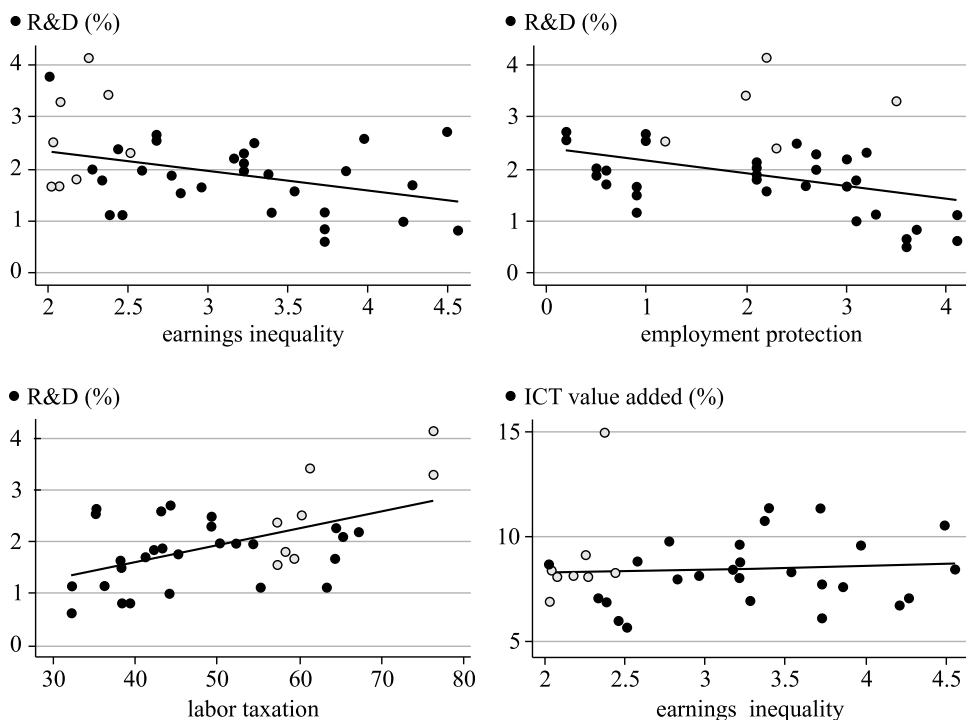 ● R&D (%)
4
3
2
1
0
2 2.5 3 3.5 4 4.5
earnings inequality
● R&D (%)
4
3
2
1
0
0 1 2 3 4
employment protection
● R&D (%)
4
3
2
1
0
30 40 50 60 70 80
labor taxation
● ICT value added (%)
15
10
5
2 2.5 3 3.5 4 4.5
earnings inequality